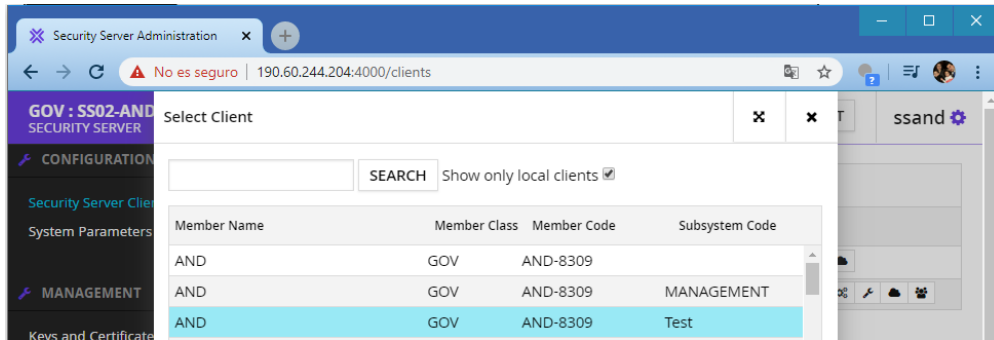 Security Server Administration
No es seguro | 190.60.244.204:4000/clients
GOV : SS02-AND
SECURITY SERVER
Select Client
T
ssand
CONFIGURATION
SEARCH Show only local clients
Security Server Clie
System Parameters
Member Name Member Class Member Code Subsystem Code
AND GOV AND-8309
MANAGEMENT
AND GOV AND-8309 MANAGEMENT
AND GOV AND-8309 Test
Keys and Certificate